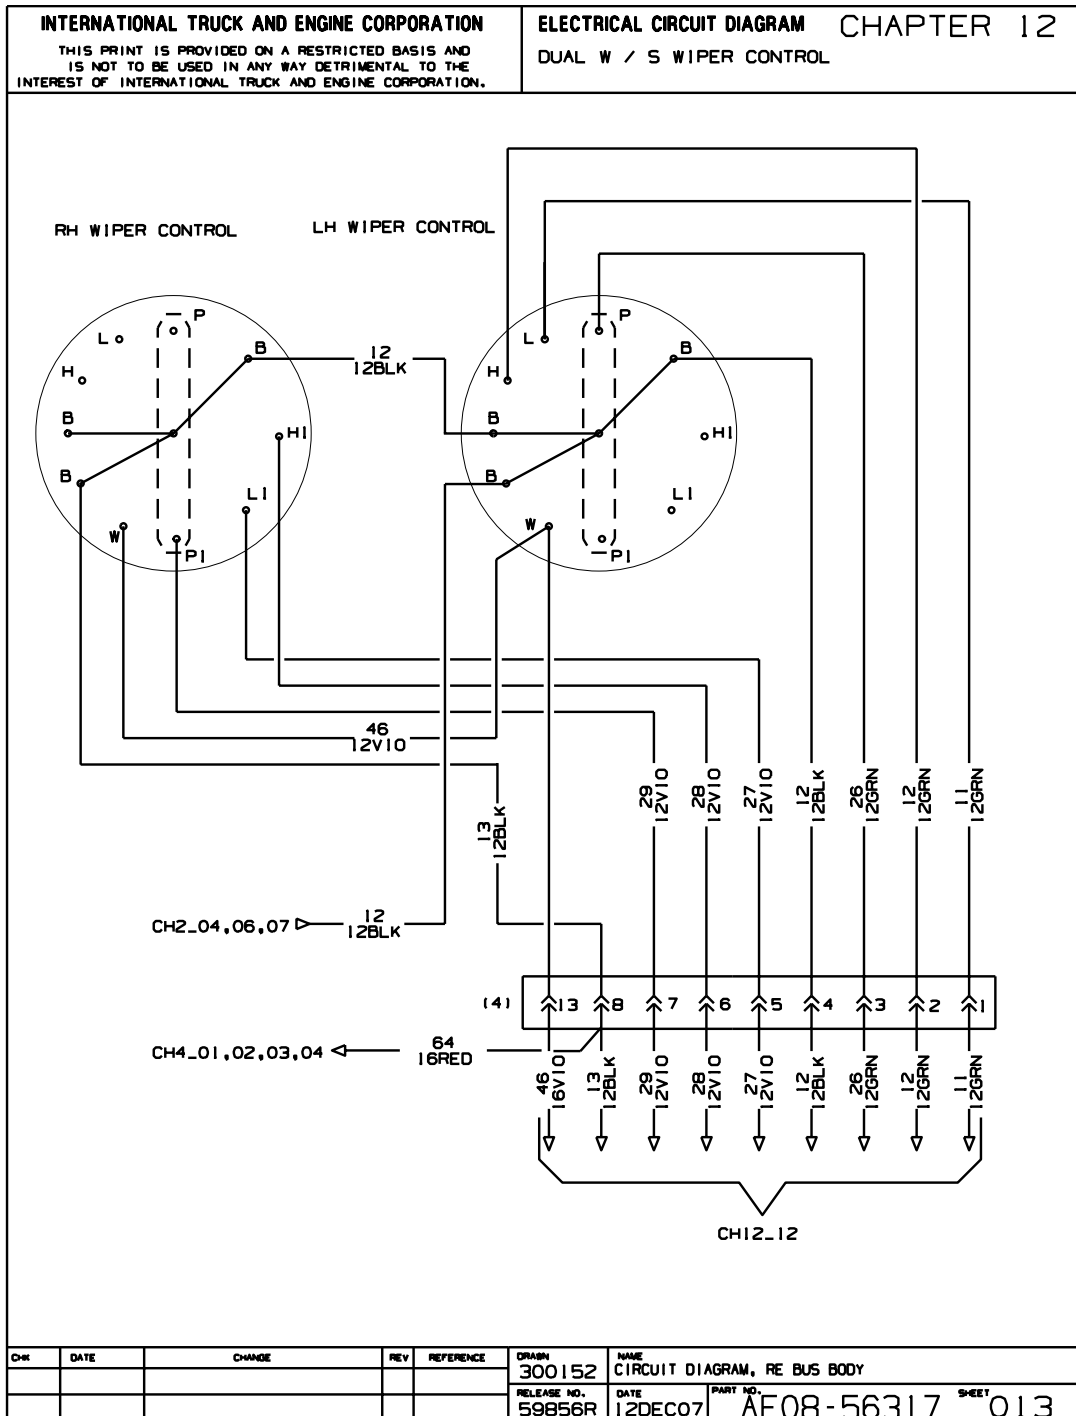 INTERNATIONAL TRUCK AND ENGINE CORPORATION
THIS PRINT IS PROVIDED ON A RESTRICTED BASIS AND
IS NOT TO BE USED IN ANY WAY DETRIMENTAL TO THE
INTEREST OF INTERNATIONAL TRUCK AND ENGINE CORPORATION.
ELECTRICAL CIRCUIT DIAGRAM CHAPTER 12
DUAL W / S WIPER CONTROL
RH WIPER CONTROL
LH WIPER CONTROL
P
L
B
H
B
H1
B
L1
W
P1
12
12BLK
P
L
B
H
B
H1
B
L1
W
P1
46
12VIO
29
12VIO
28
12VIO
27
12VIO
12
12BLK
26
12GRN
12
12GRN
11
12GRN
13
12BLK
CH2_04,06,07
12
12BLK
(4)
13
8
7
6
5
4
3
2
1
CH4_01,02,03,04
64
16RED
46
16VIO
13
12BLK
29
12VIO
28
12VIO
27
12VIO
12
12BLK
26
12GRN
12
12GRN
11
12GRN
CH12_12
CHK
DATE
CHANGE
REV
REFERENCE
DRAWN
300152
NAME
CIRCUIT DIAGRAM, RE BUS BODY
RELEASE NO.
59856R
DATE
12DEC07
PART NO.
AE08-56317
SHEET
013